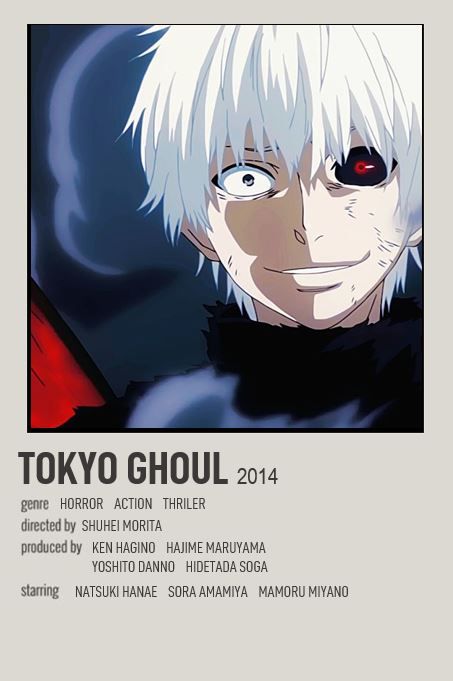 TOKYO GHOUL 2014
genre HORROR ACTION THRILER
directed by SHUHEI MORITA
produced by KEN HAGINO HAJIME MARUYAMA
YOSHITO DANNO HIDETADA SOGA
starring NATSUKI HANAE SORA AMAMIYA MAMORU MIYANO